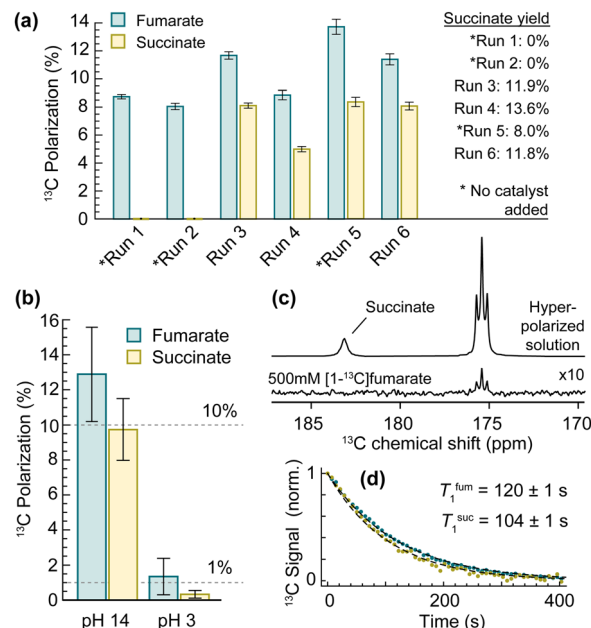 (a)
14
12
10
8
6
4
2
0
¹³C Polarization (%)
Fumarate
Succinate
*Run 1
*Run 2
Run 3
Run 4
*Run 5
Run 6
Succinate yield
*Run 1: 0%
*Run 2: 0%
Run 3: 11.9%
Run 4: 13.6%
*Run 5: 8.0%
Run 6: 11.8%
* No catalyst
added
(b)
16
14
12
10
8
6
4
2
0
¹³C Polarization (%)
Fumarate
Succinate
10%
1%
pH 14
pH 3
(c)
Succinate
Hyper-
polarized
solution
500mM [1-¹³C]fumarate
x10
185
180
175
170
¹³C chemical shift (ppm)
(d)
1
0
¹³C Signal (norm.)
T₁ᶠᵘᵐ = 120 ± 1 s
T₁ˢᵘᶜ = 104 ± 1 s
0
200
400
Time (s)